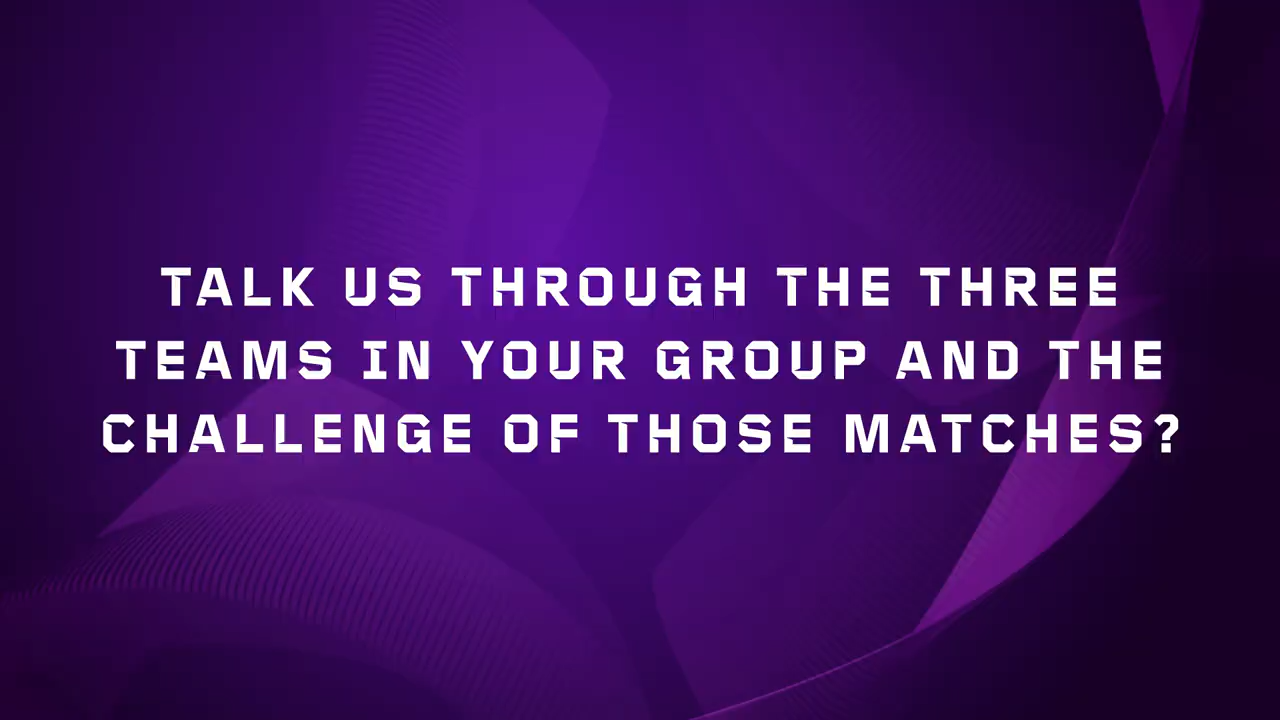 TALK US THROUGH THE THREE
TEAMS IN YOUR GROUP AND THE
CHALLENGE OF THOSE MATCHES?